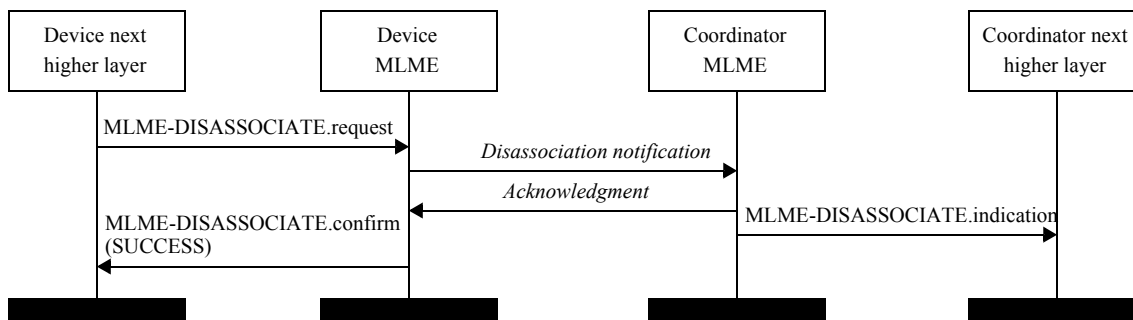 Device next
higher layer
Device
MLME
Coordinator
MLME
Coordinator next
higher layer
MLME-DISASSOCIATE.request
Disassociation notification
Acknowledgment
MLME-DISASSOCIATE.indication
MLME-DISASSOCIATE.confirm
(SUCCESS)